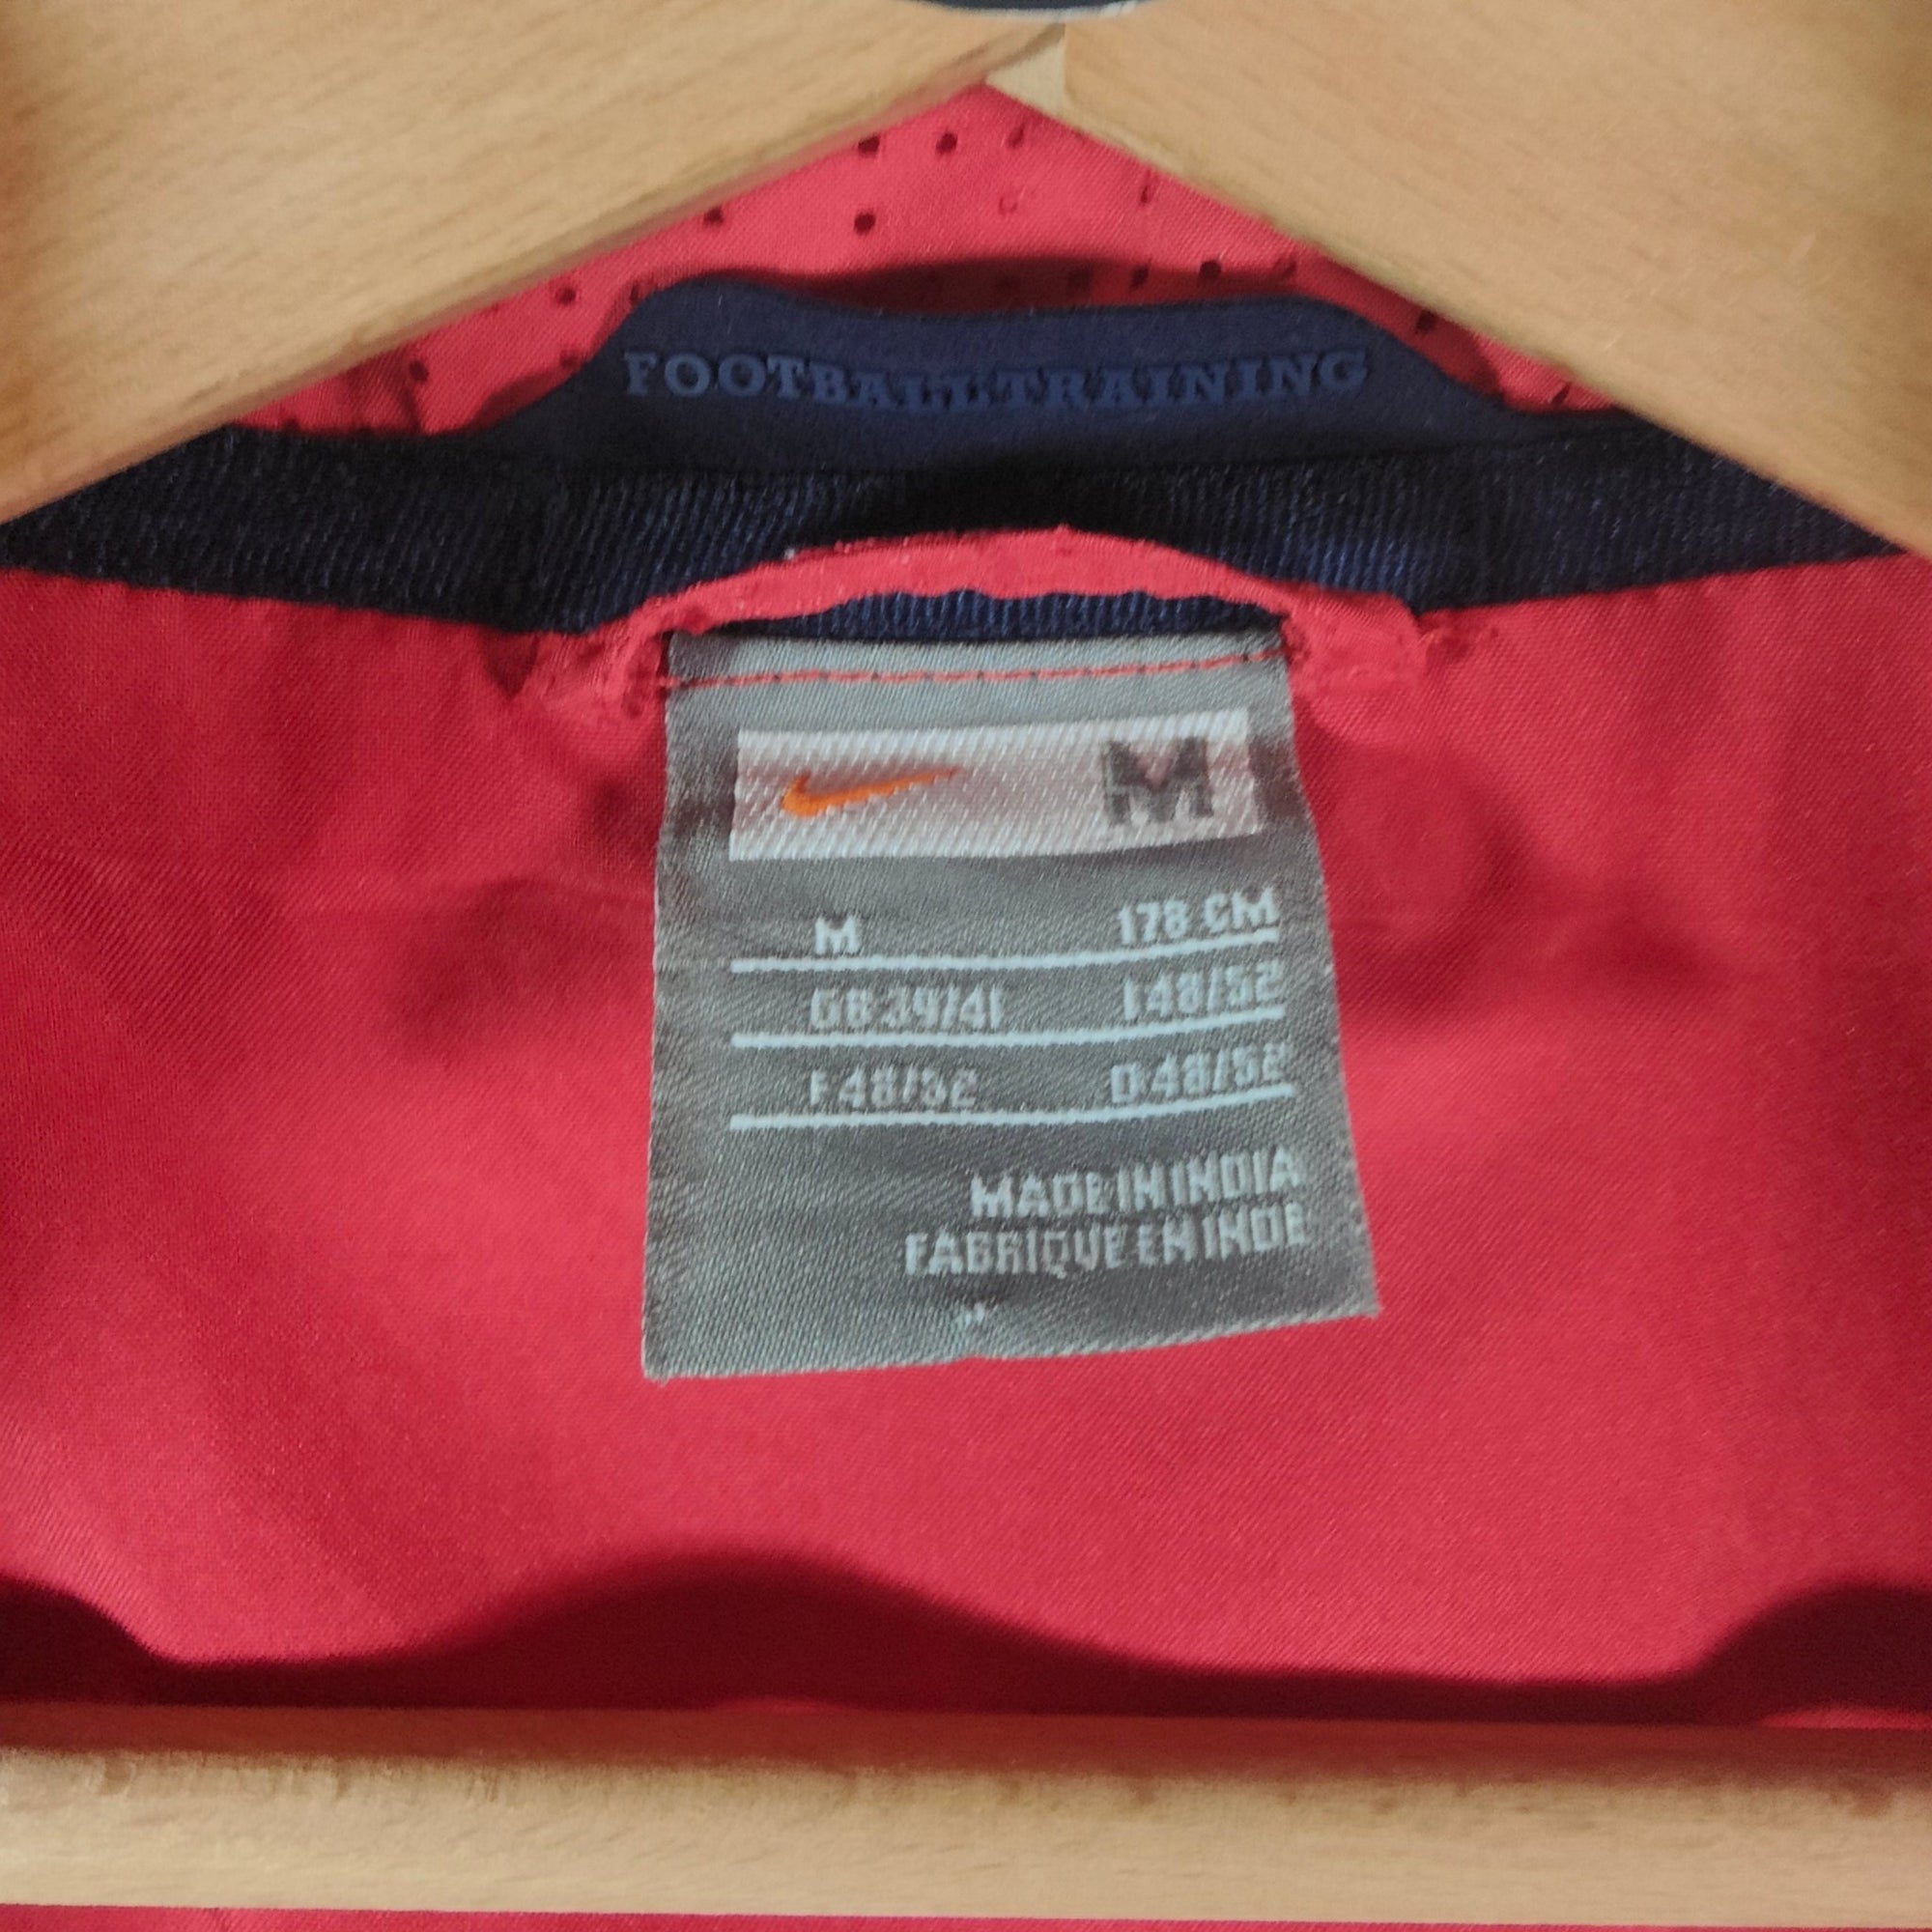 FOOTBALL TRAINING
M
M 178 CM
GB 39/41 I 48/52
F 48/52 D 48/52
MADE IN INDIA
FABRIQUE EN INDE